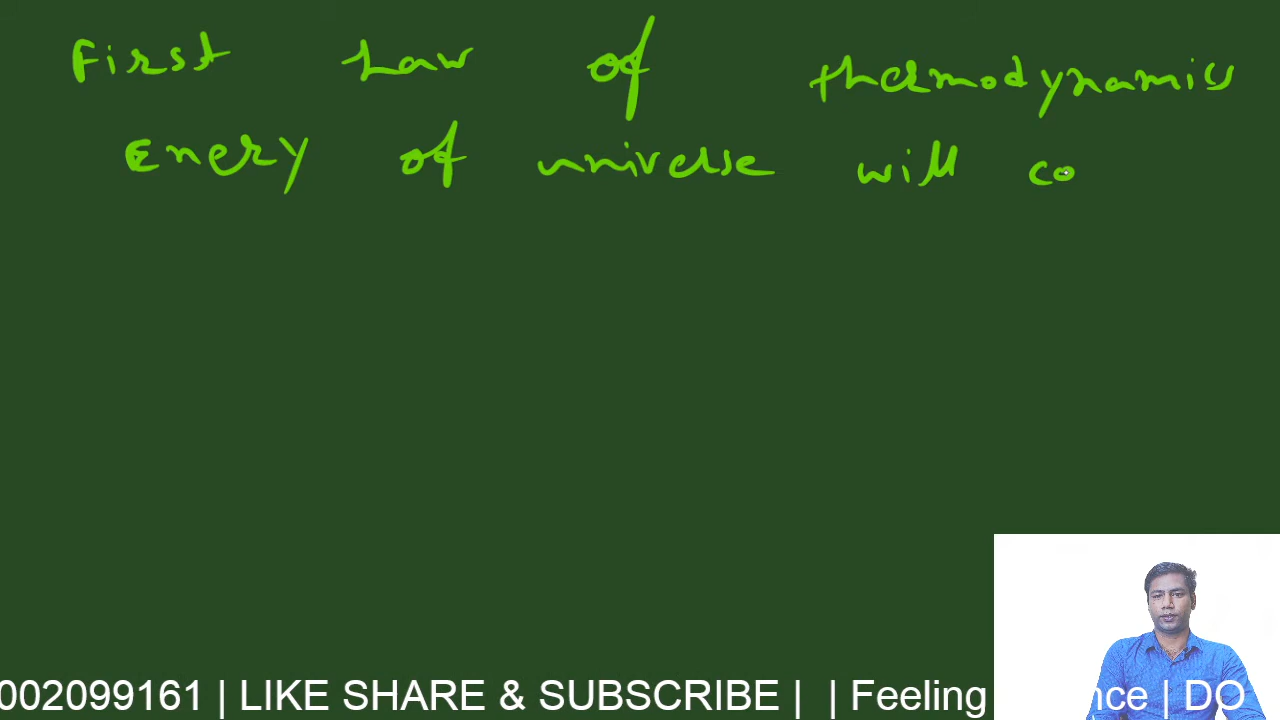 First Law of thermodynamics
Enery of universe will co
002099161 | LIKE SHARE & SUBSCRIBE | | Feeling nce | DO